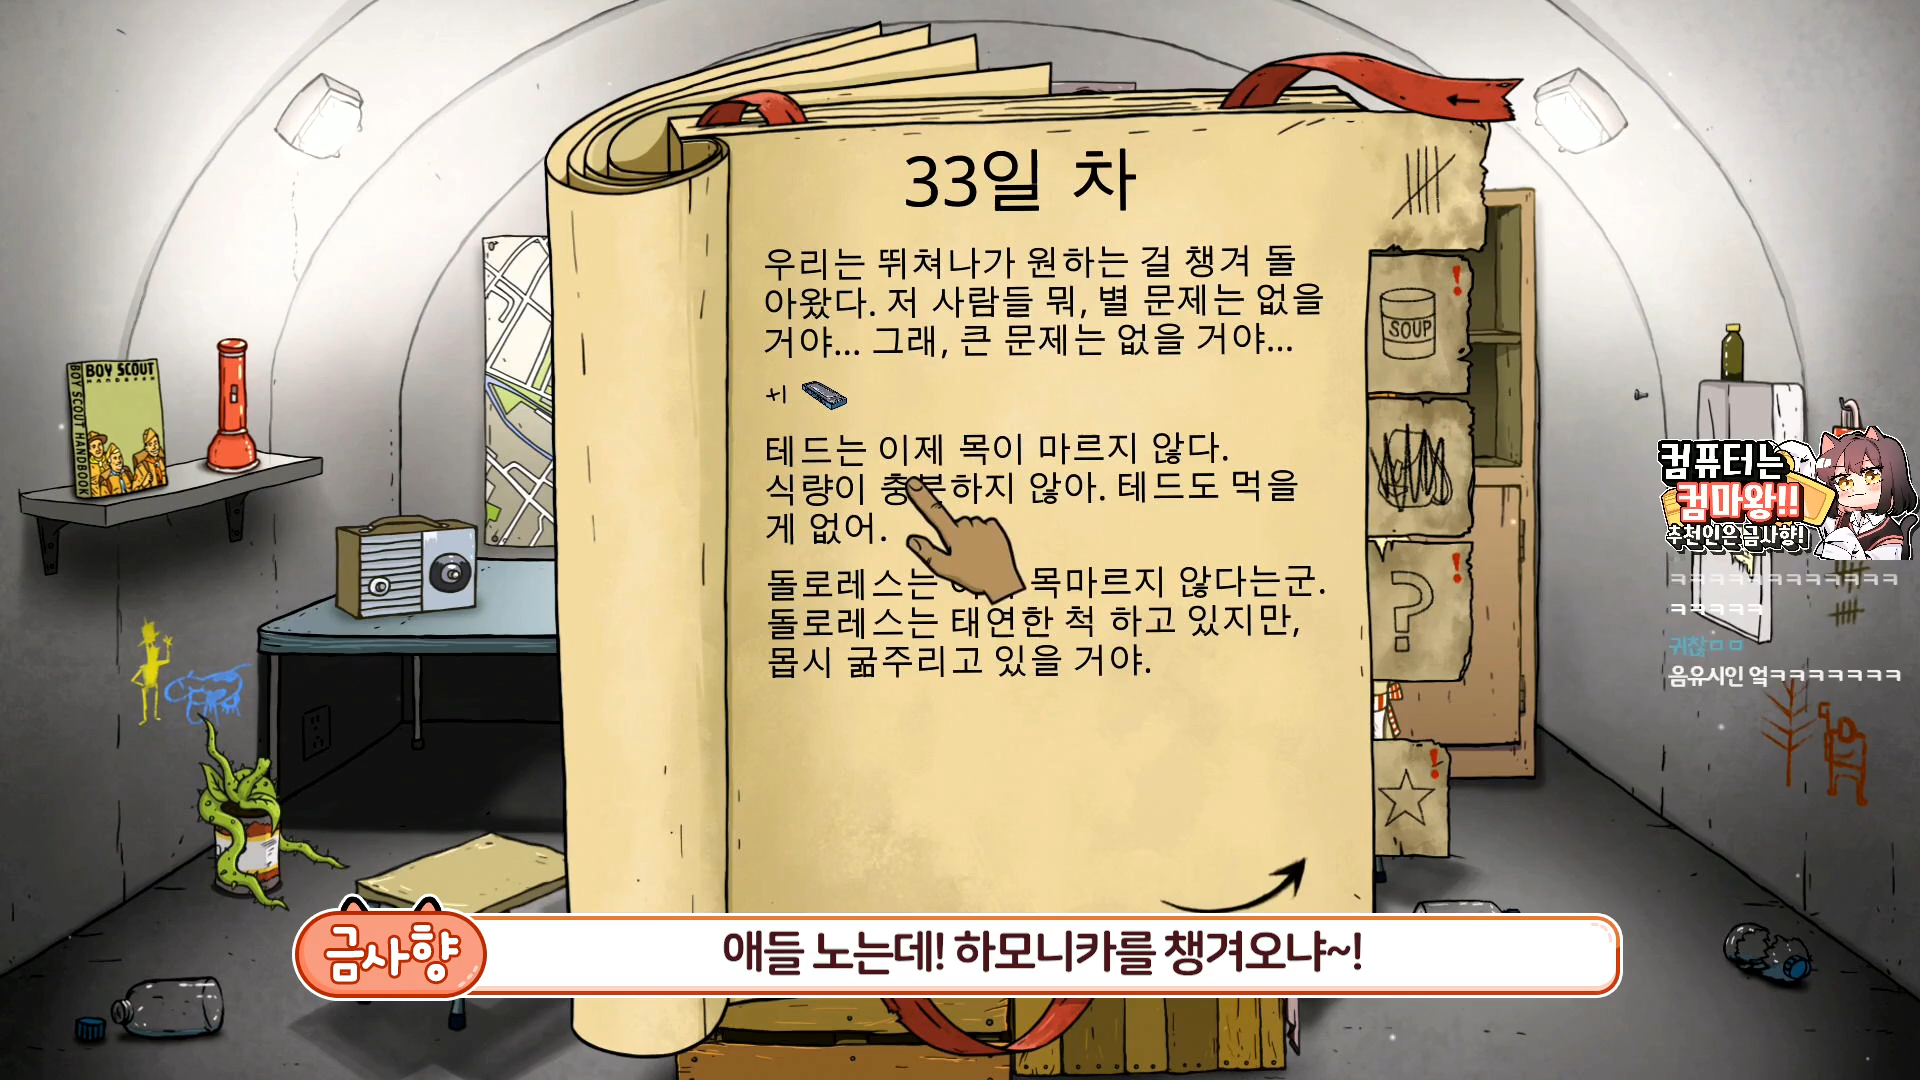 33일 차
우리는 뛰쳐나가 원하는 걸 챙겨 돌
아왔다. 저 사람들 뭐, 별 문제는 없을
거야... 그래, 큰 문제는 없을 거야...
+1
테드는 이제 목이 마르지 않다.
식량이 충분하지 않아. 테드도 먹을
게 없어.
돌로레스는 목마르지 않다는군.
돌로레스는 태연한 척 하고 있지만,
몹시 굶주리고 있을 거야.
SOUP
!
!
?
!
BOY SCOUT
HANDBOOK
BOY SCOUT HANDBOOK
컴퓨터는
컴마왕!!
추천인은 금사향!
ㅋㅋㅋㅋㅋㅋㅋㅋㅋㅋㅋㅋ
ㅋㅋㅋㅋㅋ
귀찮ㅁㅁ
음유시인 엌ㅋㅋㅋㅋㅋㅋㅋ
금사향
애들 노는데! 하모니카를 챙겨오냐~!